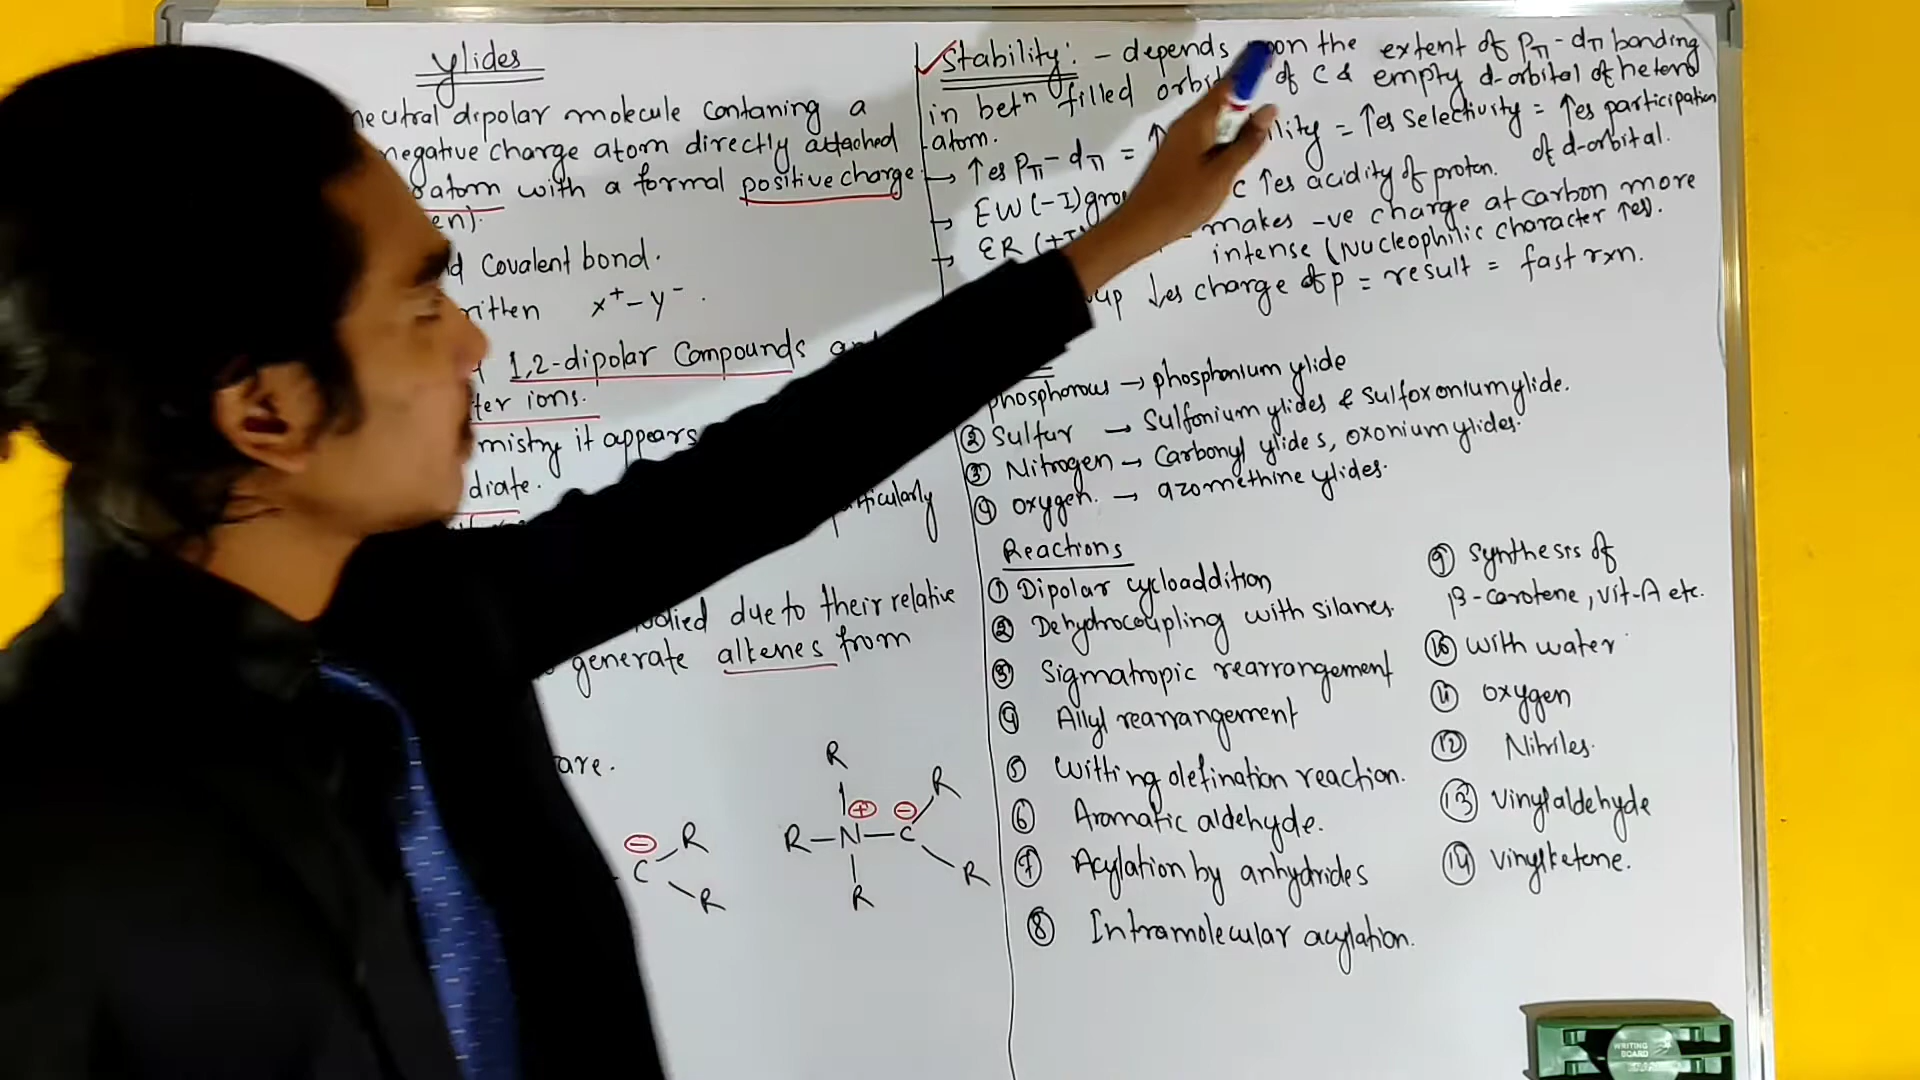 ylides
neutral dipolar molecule contaning a
negative charge atom directly attached
atom with a formal positive charge
en).
d covalent bond.
ritten x⁺–y⁻.
1,2-dipolar compounds
ter ions.
mistry it appears
diate.
ticularly
udied due to their relative
generate alkenes from
are.
⊖ C R R
R R–N⊕–C⊖ R R R
Stability: - depends upon the extent of pπ-dπ bonding
in betⁿ filled of C & empty d-orbital of hetero
atom.
→ ↑es pπ-dπ = ↑ ility = ↑es selectivity = ↑es participation
of d-orbital.
→ EW(-I) C ↑es acidity of proton.
→ ER makes -ve charge at carbon more
intense (Nucleophilic character ↑es).
↓es charge of p = result = fast rxn.
phosphorous → phosphonium ylide
② Sulfur → Sulfonium ylides & sulfoxonium ylide.
③ Nitrogen → Carbonyl ylides, oxonium ylides.
④ oxygen. → azomethine ylides.
Reactions
① Dipolar cycloaddition
② Dehydrocoupling with silanes.
③ Sigmatropic rearrangement
④ Allyl rearrangement
⑤ Witting olefination reaction.
⑥ Aromatic aldehyde.
⑦ Acylation by anhydrides
⑧ Intramolecular acylation.
⑨ Synthesis of
β-carotene, Vit-A etc.
⑩ with water
⑪ oxygen
⑫ Nitriles.
⑬ Vinylaldehyde
⑭ Vinylketone.
WRITING
BOARD